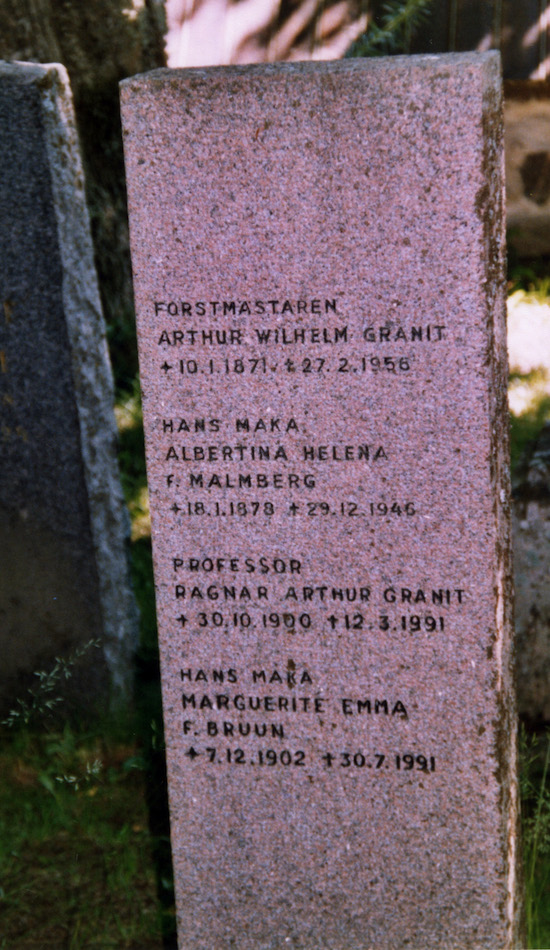 FORSTMÄSTAREN
ARTHUR WILHELM GRANIT
+10.1.1871. ‡27.2.1956
HANS MAKA
ALBERTINA HELENA
F. MALMBERG
+18.1.1878 ‡29.12.1946
PROFESSOR
RAGNAR ARTHUR GRANIT
+30.10.1900 ‡12.3.1991
HANS MAKA
MARGUERITE EMMA
F. BRUUN
+7.12.1902 ‡30.7.1991